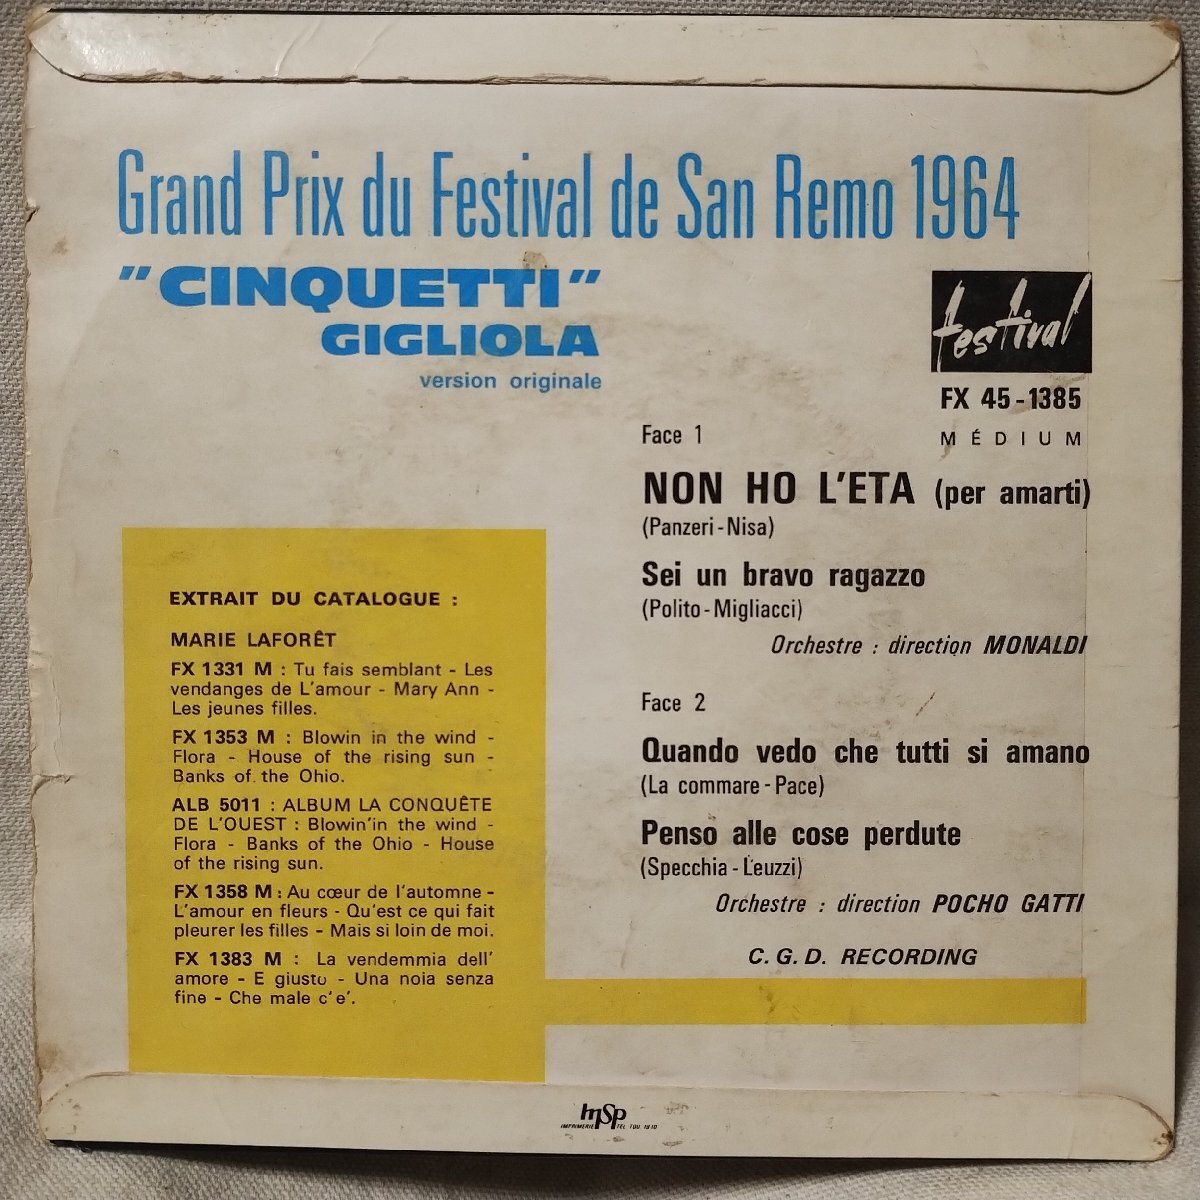 Grand Prix du Festival de San Remo 1964
"CINQUETTI"
GIGLIOLA
version originale
festival
FX 45-1385
MÉDIUM
Face 1
NON HO L'ETA (per amarti)
(Panzeri-Nisa)
Sei un bravo ragazzo
(Polito-Migliacci)
Orchestre : direction MONALDI
Face 2
Quando vedo che tutti si amano
(La commare-Pace)
Penso alle cose perdute
(Specchia-Leuzzi)
Orchestre : direction POCHO GATTI
C.G.D. RECORDING
EXTRAIT DU CATALOGUE :
MARIE LAFORÊT
FX 1331 M : Tu fais semblant - Les
vendanges de L'amour - Mary Ann -
Les jeunes filles.
FX 1353 M : Blowin in the wind -
Flora - House of the rising sun -
Banks of the Ohio.
ALB 5011 : ALBUM LA CONQUÊTE
DE L'OUEST : Blowin'in the wind -
Flora - Banks of the Ohio - House
of the rising sun.
FX 1358 M : Au cœur de l'automne -
L'amour en fleurs - Qu'est ce qui fait
pleurer les filles - Mais si loin de moi.
FX 1383 M : La vendemmia dell'
amore - E giusto - Una noia senza
fine - Che male c'e'.
IMPRIMERIE